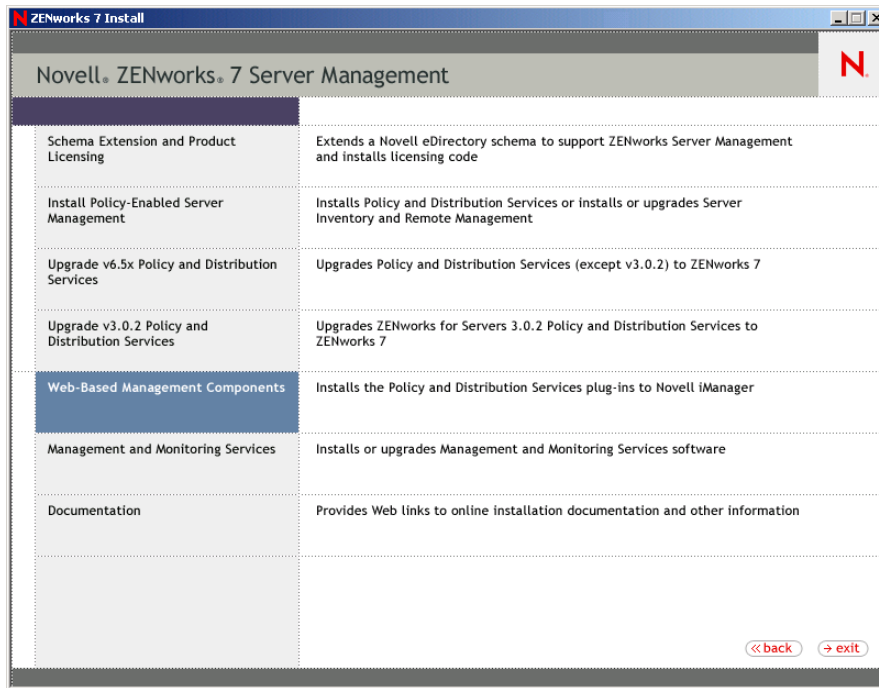 N ZENworks 7 Install
Novell® ZENworks® 7 Server Management
N®
Schema Extension and Product
Licensing
Extends a Novell eDirectory schema to support ZENworks Server Management
and installs licensing code
Install Policy-Enabled Server
Management
Installs Policy and Distribution Services or installs or upgrades Server
Inventory and Remote Management
Upgrade v6.5x Policy and Distribution
Services
Upgrades Policy and Distribution Services (except v3.0.2) to ZENworks 7
Upgrade v3.0.2 Policy and
Distribution Services
Upgrades ZENworks for Servers 3.0.2 Policy and Distribution Services to
ZENworks 7
Web-Based Management Components
Installs the Policy and Distribution Services plug-ins to Novell iManager
Management and Monitoring Services
Installs or upgrades Management and Monitoring Services software
Documentation
Provides Web links to online installation documentation and other information
« back → exit